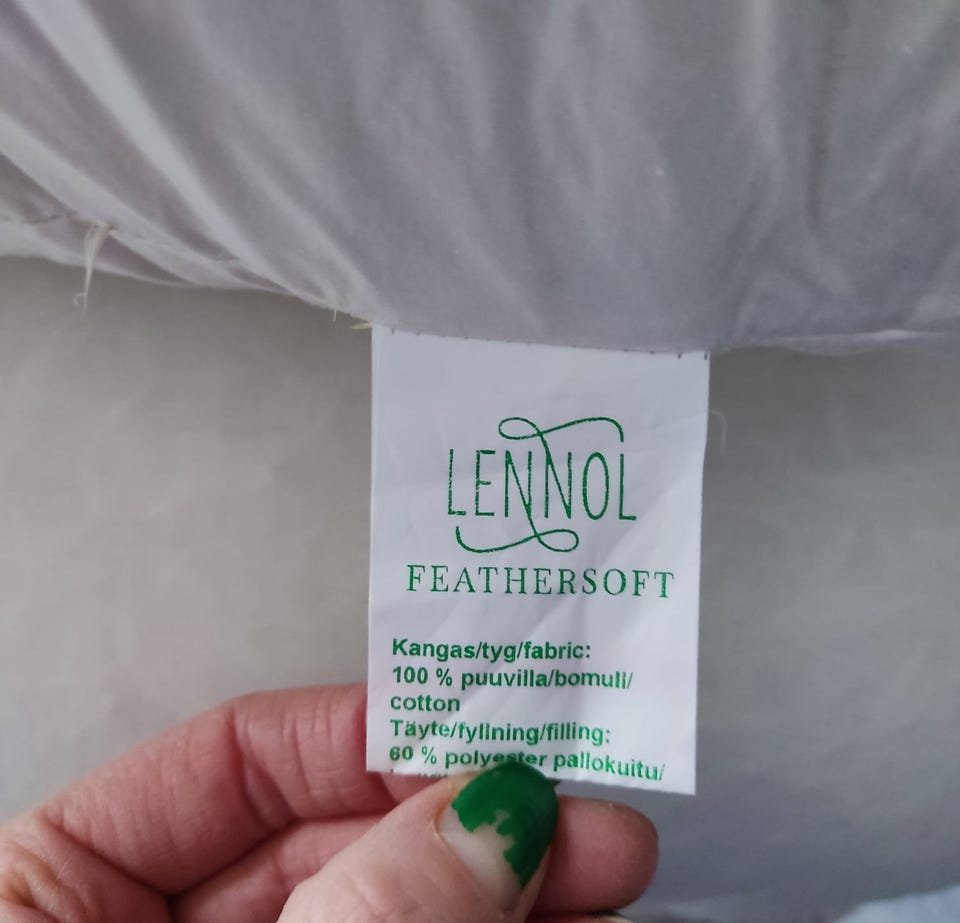 LENNOL
FEATHERSOFT
Kangas/tyg/fabric:
100 % puuvilla/bomull/
cotton
Täyte/fyllning/filling:
60 % polyester pallokuitu/